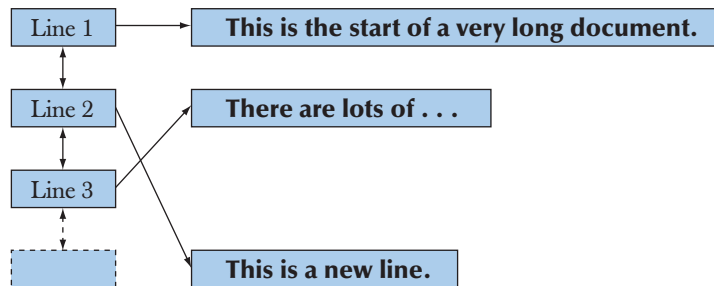 Line 1 This is the start of a very long document.
Line 2 There are lots of . . .
Line 3
This is a new line.